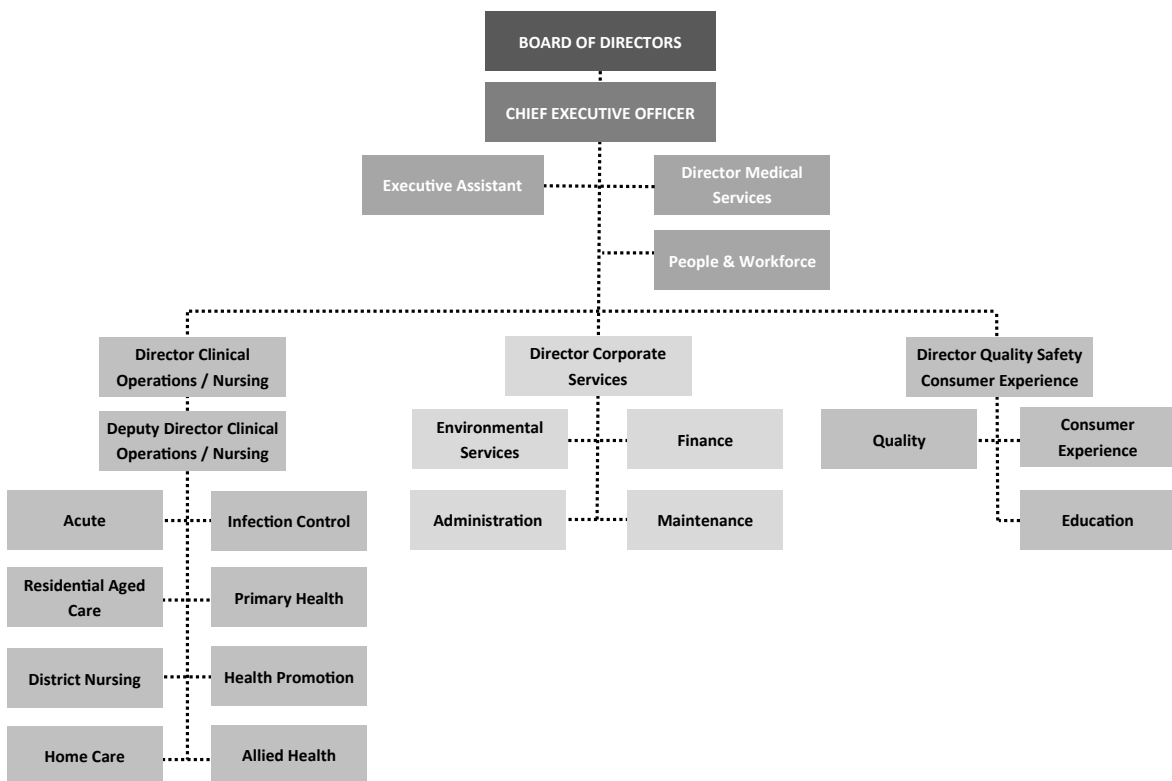 BOARD OF DIRECTORS
CHIEF EXECUTIVE OFFICER
Executive Assistant
Director Medical
Services
People & Workforce
Director Clinical
Operations / Nursing
Director Corporate
Services
Director Quality Safety
Consumer Experience
Deputy Director Clinical
Operations / Nursing
Environmental
Services
Finance
Quality
Consumer
Experience
Acute
Infection Control
Administration
Maintenance
Education
Residential Aged
Care
Primary Health
District Nursing
Health Promotion
Home Care
Allied Health